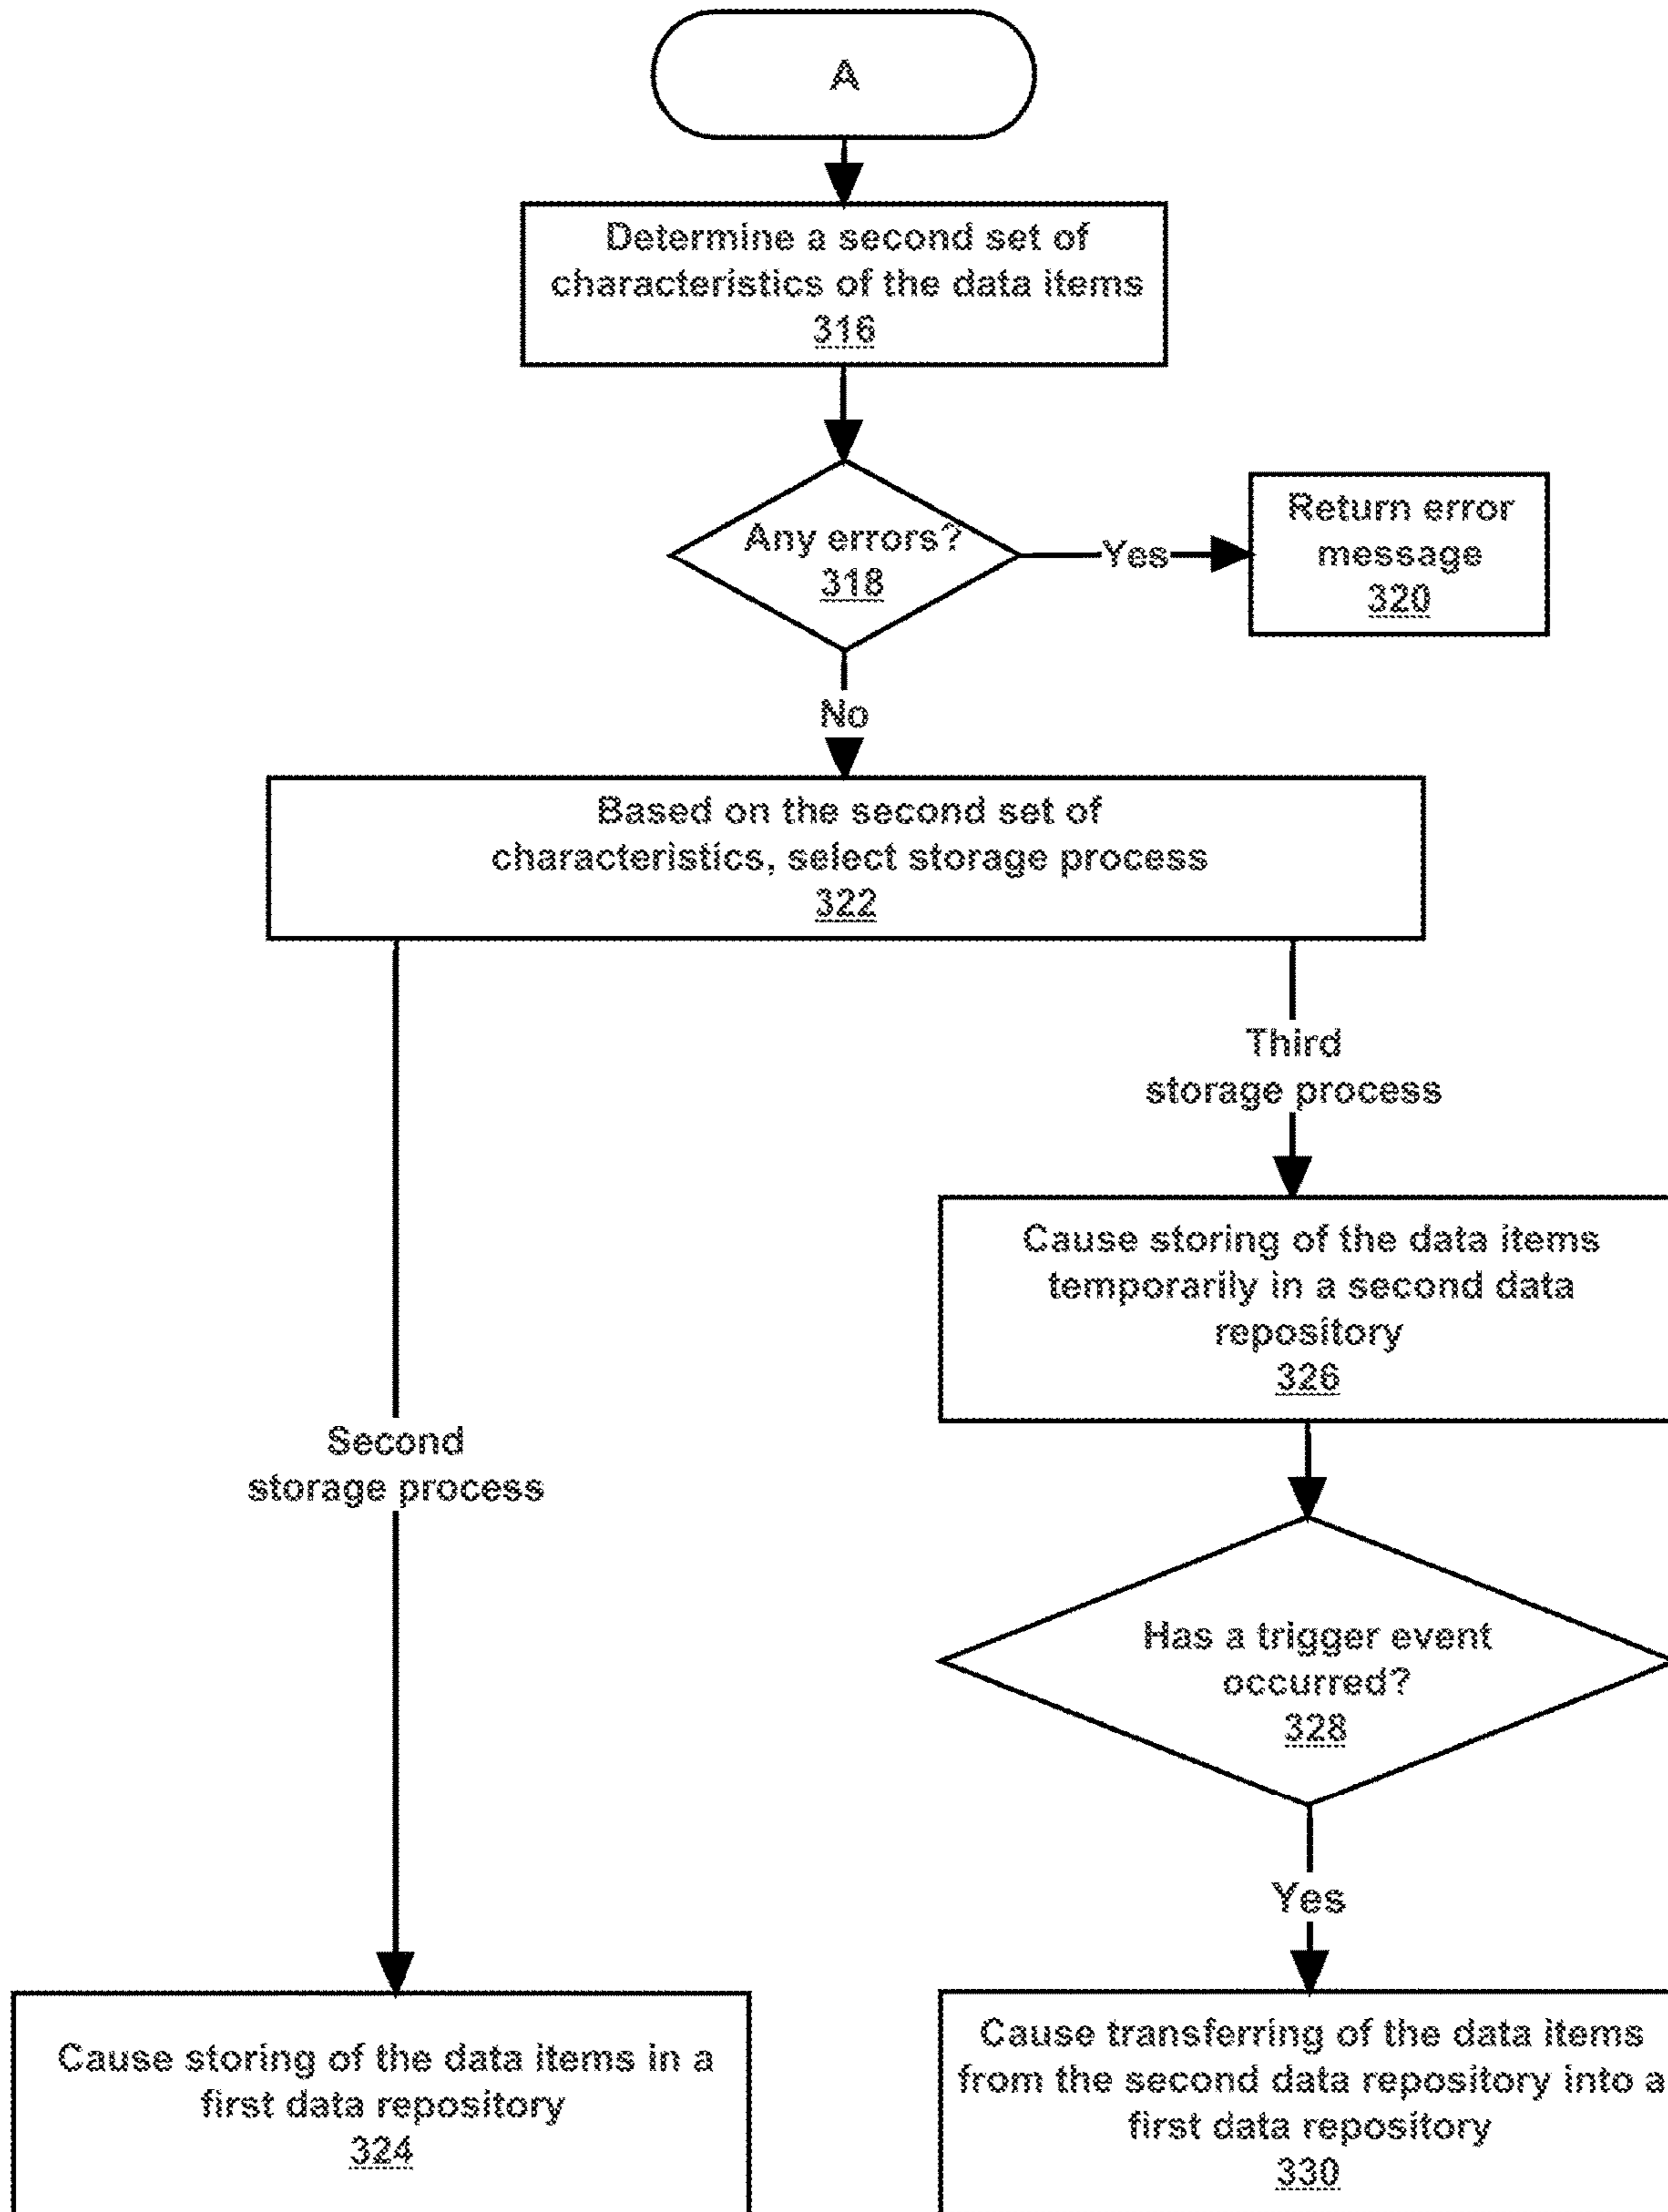 A
Determine a second set of
characteristics of the data items
316
Any errors?
318
Yes
Return error
message
320
No
Based on the second set of
characteristics, select storage process
322
Third
storage process
Cause storing of the data items
temporarily in a second data
repository
326
Second
storage process
Has a trigger event
occurred?
328
Yes
Cause storing of the data items in a
first data repository
324
Cause transferring of the data items
from the second data repository into a
first data repository
330